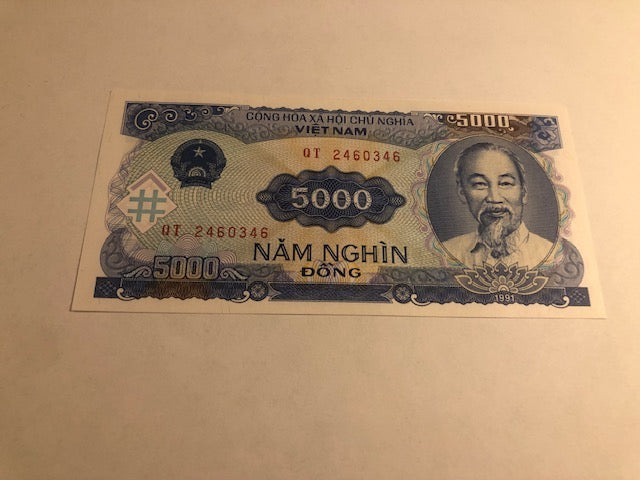 CỘNG HÒA XÃ HỘI CHỦ NGHĨA
VIỆT NAM
5000
QT 2460346
5000
QT 2460346
NĂM NGHÌN
ĐỒNG
5000
1991